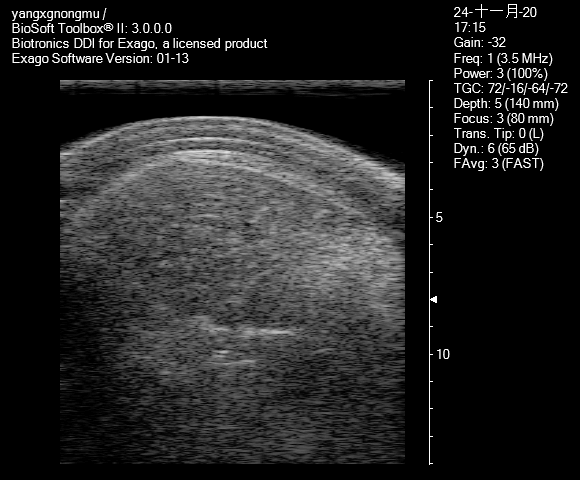 yangxgnongmu /
BioSoft Toolbox® II: 3.0.0.0
Biotronics DDI for Exago, a licensed product
Exago Software Version: 01-13
24-十一月-20
17:15
Gain: -32
Freq: 1 (3.5 MHz)
Power: 3 (100%)
TGC: 72/-16/-64/-72
Depth: 5 (140 mm)
Focus: 3 (80 mm)
Trans. Tip: 0 (L)
Dyn.: 6 (65 dB)
FAvg: 3 (FAST)
5
10